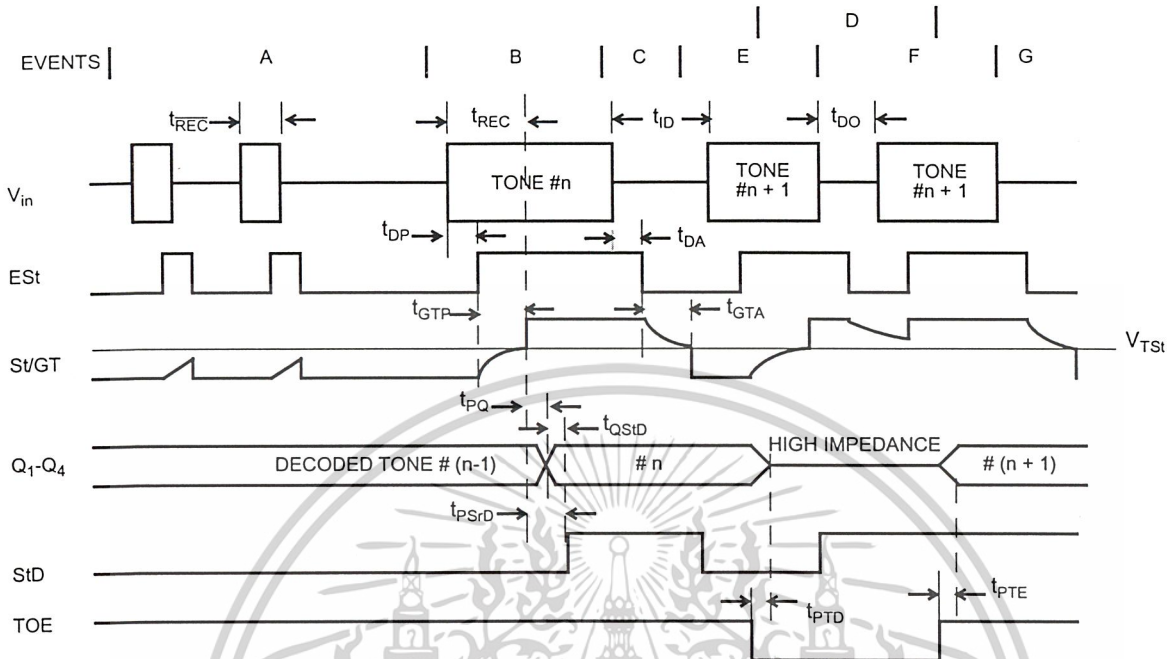 D
EVENTS A B C E F G
tREC tREC tID tDO
Vin TONE #n TONE #n + 1 TONE #n + 1
tDP tDA
ESt
tGTP tGTA
St/GT VTSt
tPQ
tQStD
Q1-Q4 DECODED TONE # (n-1) # n HIGH IMPEDANCE # (n + 1)
tPSrD
StD
tPTD tPTE
TOE